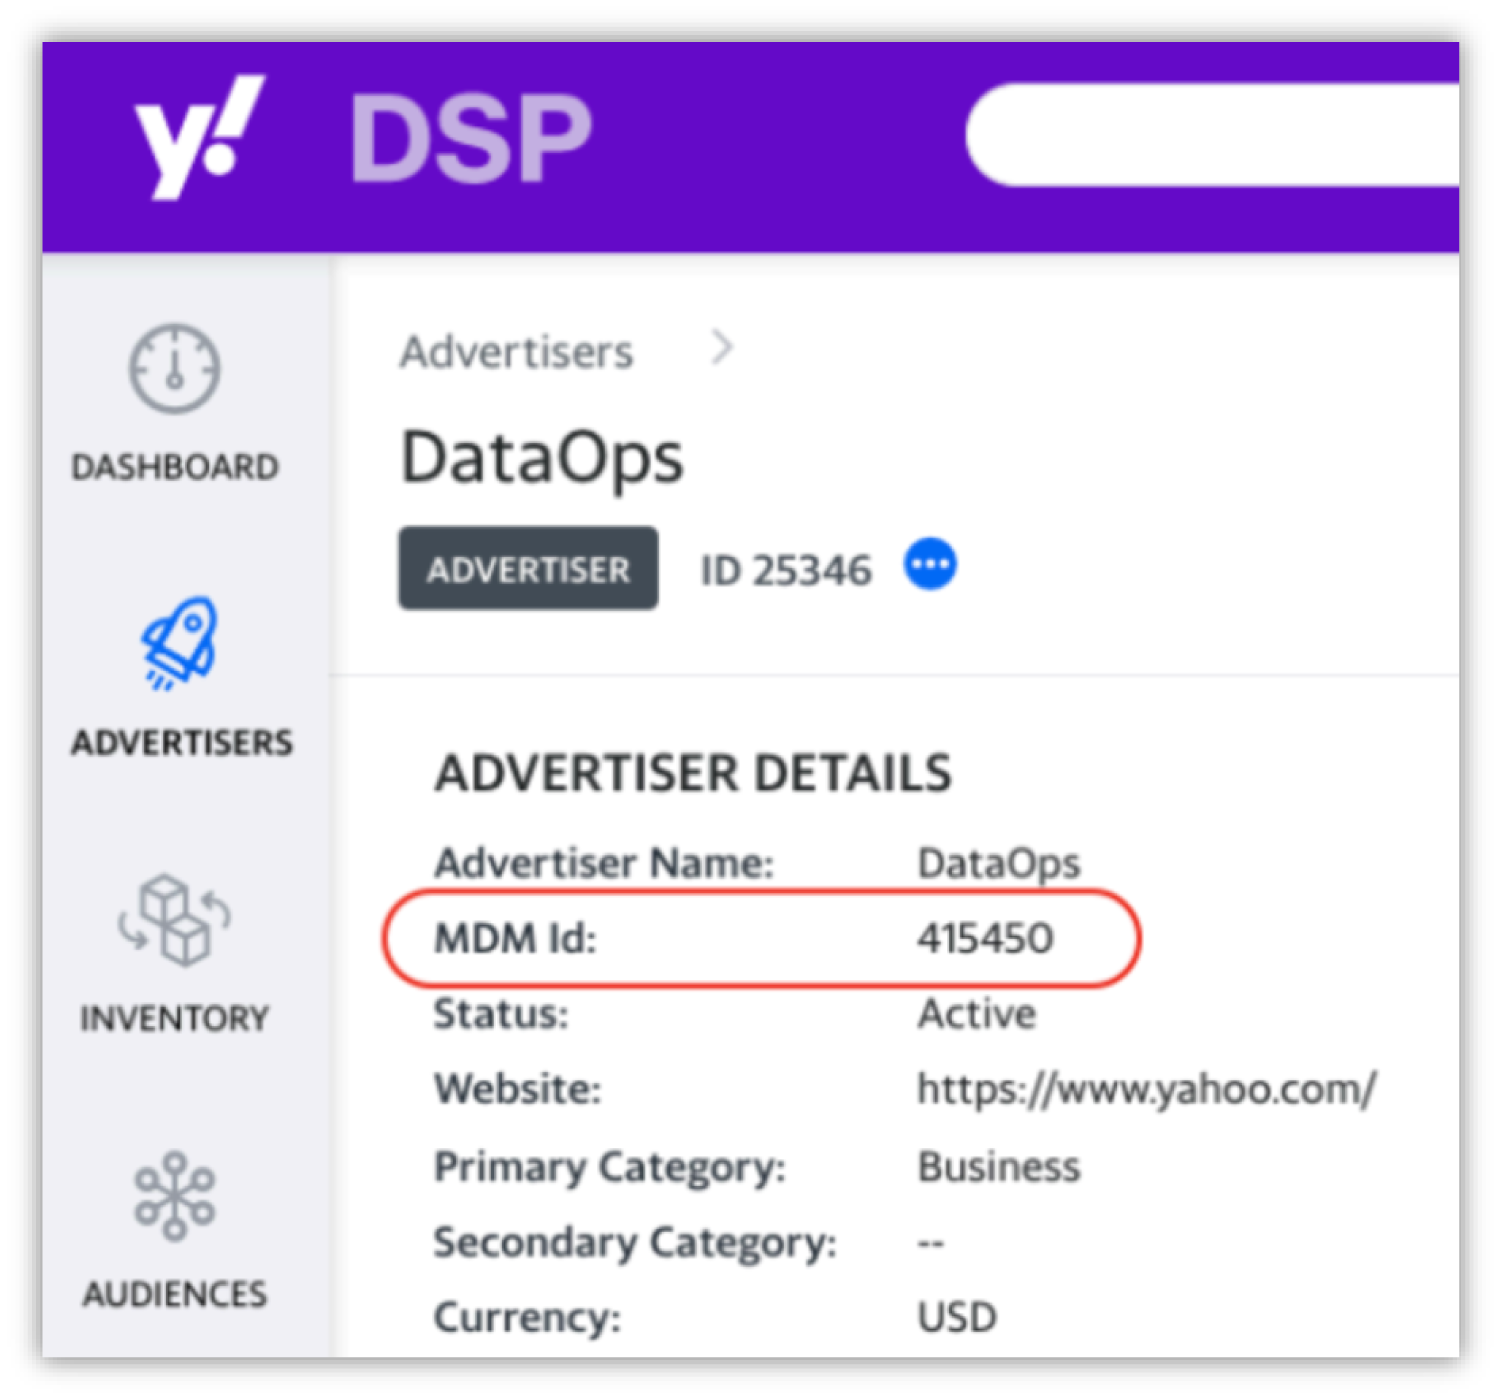 y! DSP
DASHBOARD
ADVERTISERS
INVENTORY
AUDIENCES
Advertisers >
DataOps
ADVERTISER ID 25346
ADVERTISER DETAILS
Advertiser Name: DataOps
MDM Id: 415450
Status: Active
Website: https://www.yahoo.com/
Primary Category: Business
Secondary Category: --
Currency: USD